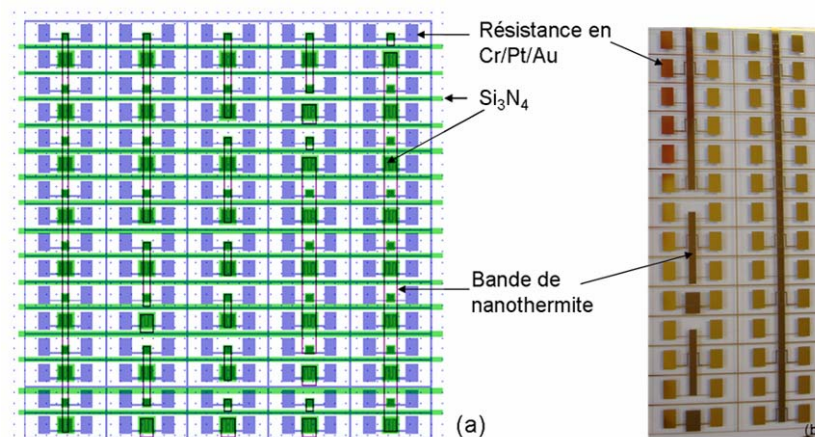 Résistance en
Cr/Pt/Au
Si₃N₄
Bande de
nanothermite
(a)
(b